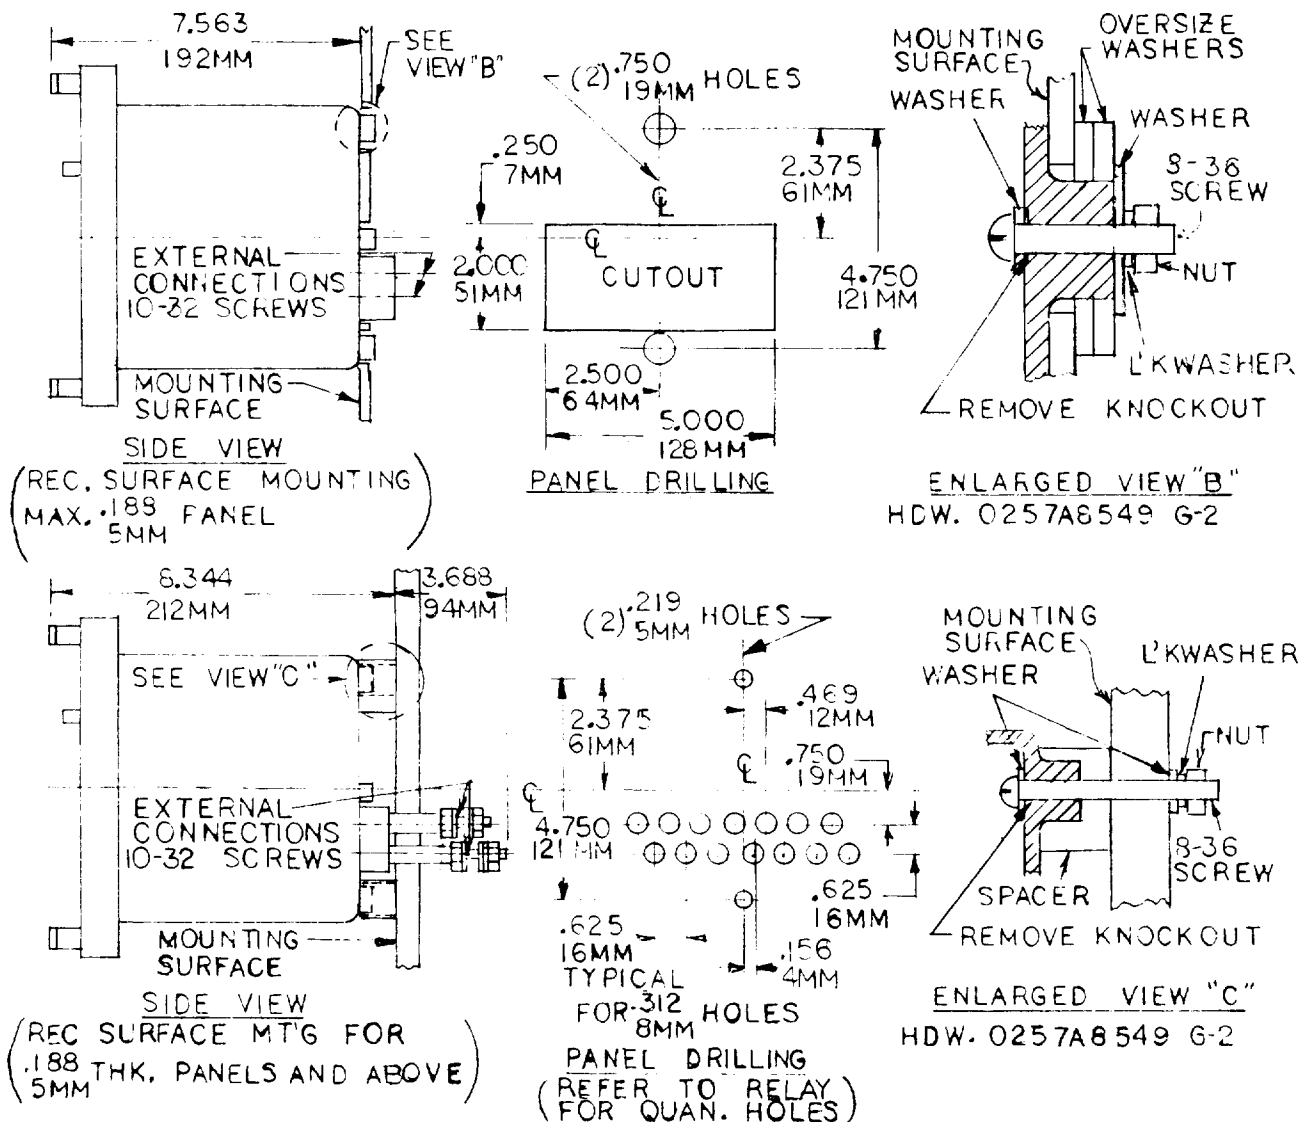 7.563
192MM
SEE
VIEW "B"
EXTERNAL
CONNECTIONS
10-32 SCREWS
MOUNTING
SURFACE
SIDE VIEW
(REC. SURFACE MOUNTING
MAX. .188 PANEL
5MM)
(2) .750 HOLES
19MM
.250
7MM
2.375
61MM
2.000
51MM
CL
CL
CUTOUT
4.750
121MM
2.500
64MM
5.000
128MM
PANEL DRILLING
MOUNTING
SURFACE
OVERSIZE
WASHERS
WASHER
WASHER
8-36
SCREW
NUT
L'KWASHER
REMOVE KNOCKOUT
ENLARGED VIEW "B"
HDW. 0257A8549 G-2
8.344
212MM
3.688
94MM
SEE VIEW "C"
EXTERNAL
CONNECTIONS
10-32 SCREWS
MOUNTING
SURFACE
SIDE VIEW
(REC SURFACE MT'G FOR
.188 THK. PANELS AND ABOVE)
5MM
(2) .219 HOLES
5MM
.469
12MM
2.375
61MM
.750
19MM
CL
CL
4.750
121MM
.625
16MM
.625
16MM
TYPICAL
FOR .312 HOLES
8MM
.156
4MM
PANEL DRILLING
(REFER TO RELAY
FOR QUAN. HOLES)
MOUNTING
SURFACE
WASHER
L'KWASHER
NUT
8-36
SCREW
SPACER
REMOVE KNOCKOUT
ENLARGED VIEW "C"
HDW. 0257A8549 G-2